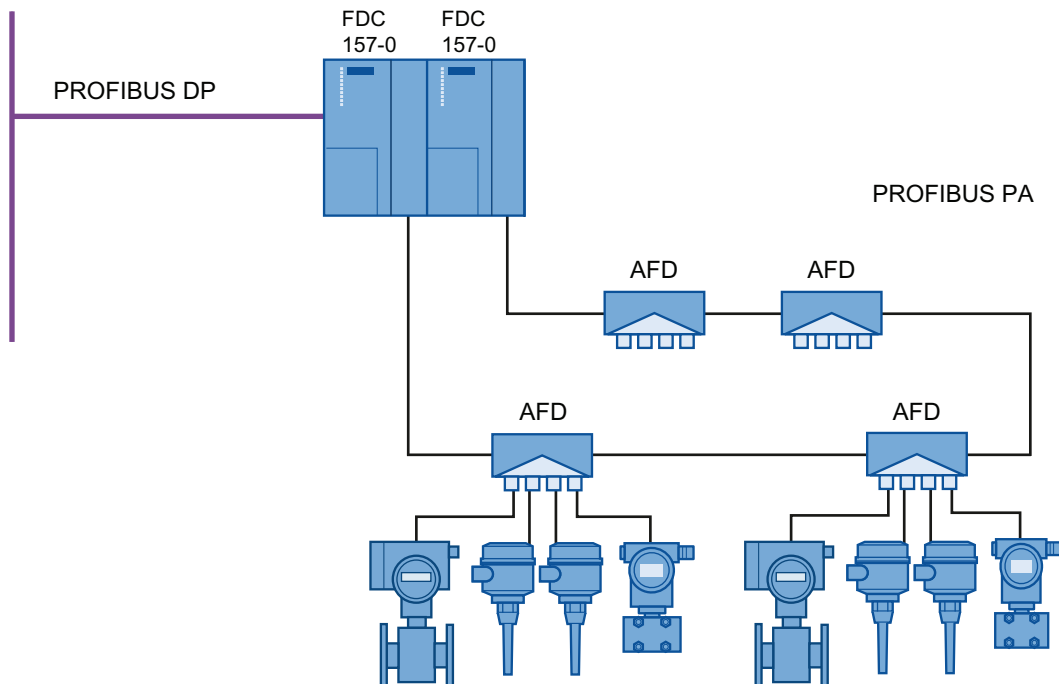 FDC
157-0
FDC
157-0
PROFIBUS DP
PROFIBUS PA
AFD
AFD
AFD
AFD